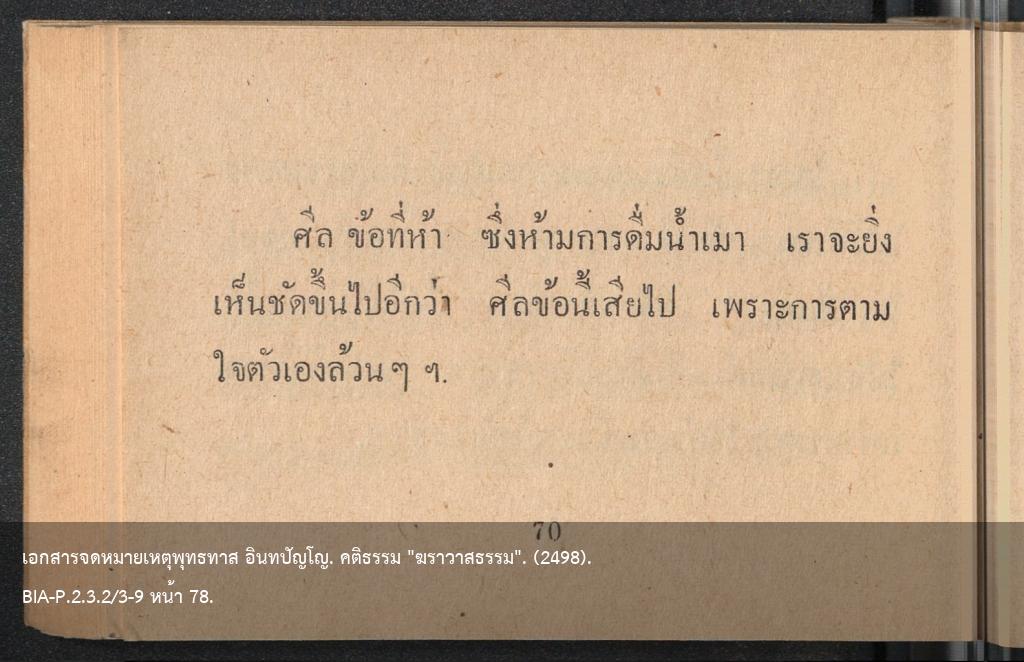 ศีล ข้อที่ห้า ซึ่งห้ามการดื่มน้ำเมา เราจะยิ่ง
เห็นชัดขึ้นไปอีกว่า ศีลข้อนี้เสียไป เพราะการตาม
ใจตัวเองล้วนๆ ฯ.
70
เอกสารจดหมายเหตุพุทธทาส อินทปัญโญ. คติธรรม "ฆราวาสธรรม". (2498).
BIA-P.2.3.2/3-9 หน้า 78.